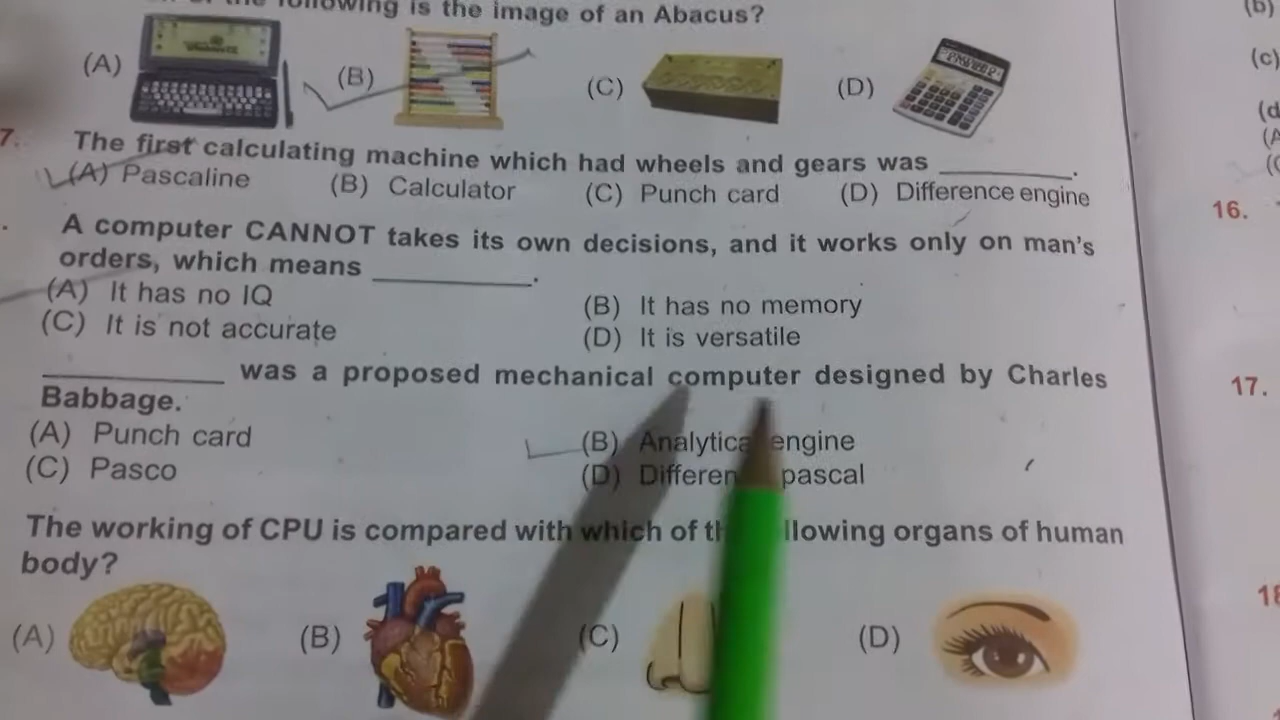 following is the image of an Abacus?
(A) (B) (C) (D)
7. The first calculating machine which had wheels and gears was ________.
(A) Pascaline (B) Calculator (C) Punch card (D) Difference engine
A computer CANNOT takes its own decisions, and it works only on man's
orders, which means ________.
(A) It has no IQ (B) It has no memory
(C) It is not accurate (D) It is versatile
________ was a proposed mechanical computer designed by Charles
Babbage.
(A) Punch card (B) Analytical engine
(C) Pasco (D) pascal
The working of CPU is compared with which of organs of human
body?
(A) (B) (C) (D)
(b)
(c)
(d
(A
16.
17.
18